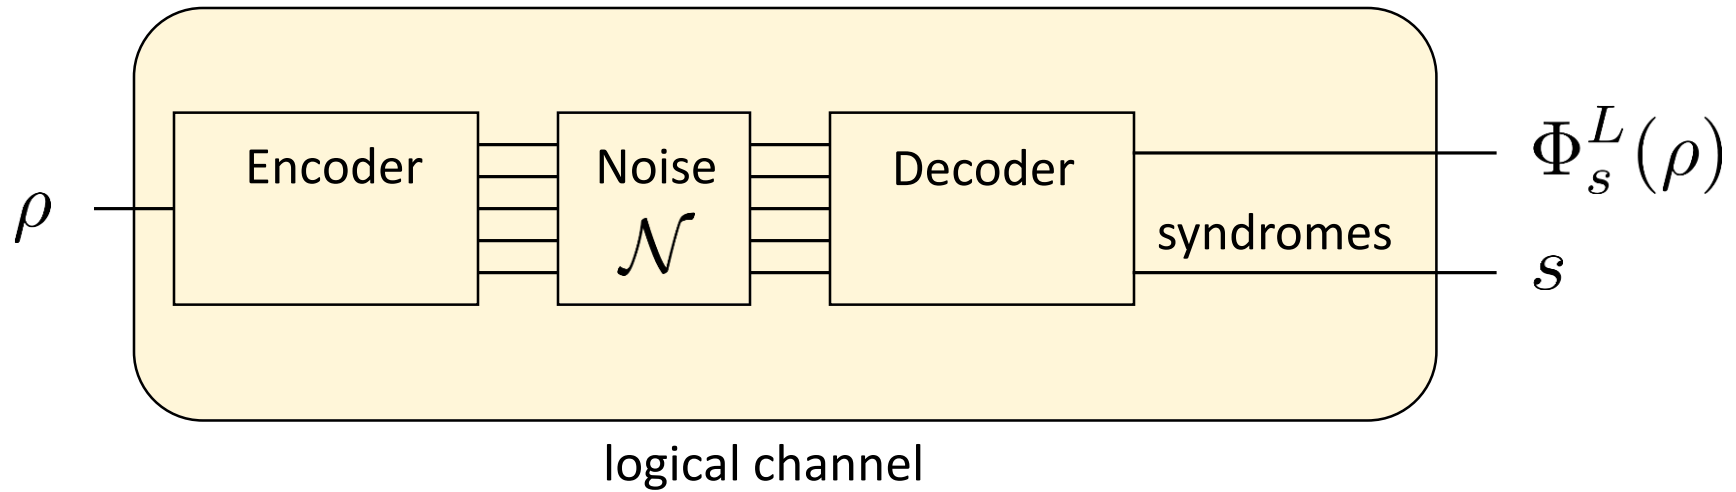 ρ
Encoder
Noise
𝒩
Decoder
syndromes
Φ_s^L(ρ)
s
logical channel